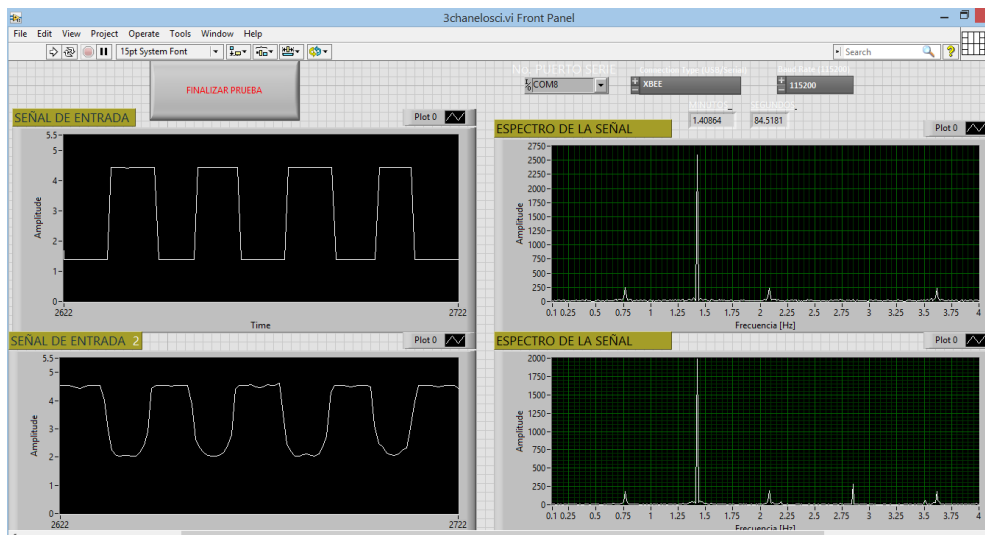 3chanelosci.vi Front Panel
File Edit View Project Operate Tools Window Help
15pt System Font
Search
FINALIZAR PRUEBA
No. PUERTO SERIE
COM8
XBEE
115200
MINUTOS
1.40864
84.5181
SEÑAL DE ENTRADA
Plot 0
Amplitude
5.5
5
4
3
2
1
0
2622
2722
Time
ESPECTRO DE LA SEÑAL
Plot 0
Amplitude
2750
2500
2250
2000
1750
1500
1250
1000
750
500
250
0
0.1 0.25 0.5 0.75 1 1.25 1.5 1.75 2 2.25 2.5 2.75 3 3.25 3.5 3.75 4
Frecuencia [Hz]
SEÑAL DE ENTRADA 2
Plot 0
Amplitude
5.5
5
4
3
2
1
0
2622
2722
ESPECTRO DE LA SEÑAL
Plot 0
Amplitude
2000
1750
1500
1250
1000
750
500
250
0
0.1 0.25 0.5 0.75 1 1.25 1.5 1.75 2 2.25 2.5 2.75 3 3.25 3.5 3.75 4
Frecuencia [Hz]